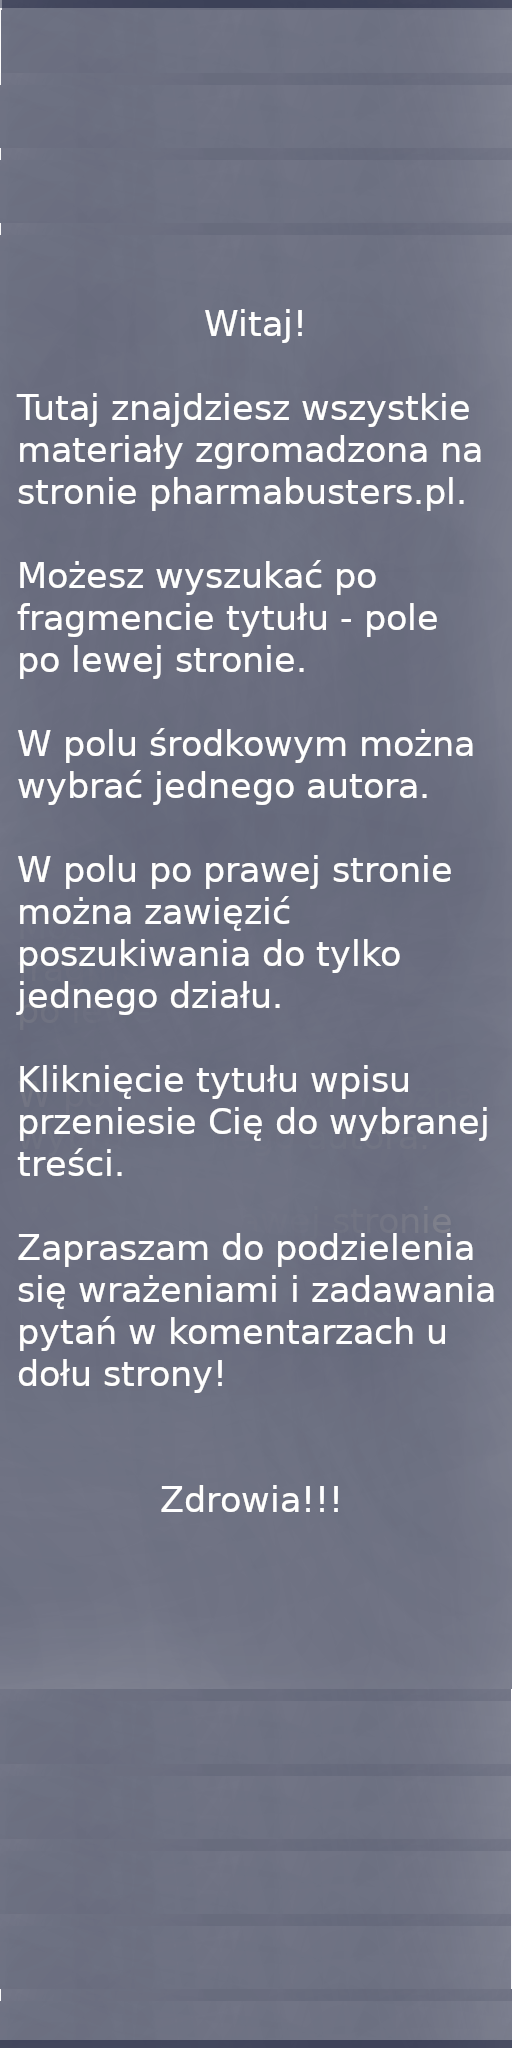 Witaj!
Tutaj znajdziesz wszystkie
materiały zgromadzona na
stronie pharmabusters.pl.
Możesz wyszukać po
fragmencie tytułu - pole
po lewej stronie.
W polu środkowym można
wybrać jednego autora.
W polu po prawej stronie
można zawięzić
poszukiwania do tylko
jednego działu.
Kliknięcie tytułu wpisu
przeniesie Cię do wybranej
treści.
Zapraszam do podzielenia
się wrażeniami i zadawania
pytań w komentarzach u
dołu strony!
Zdrowia!!!